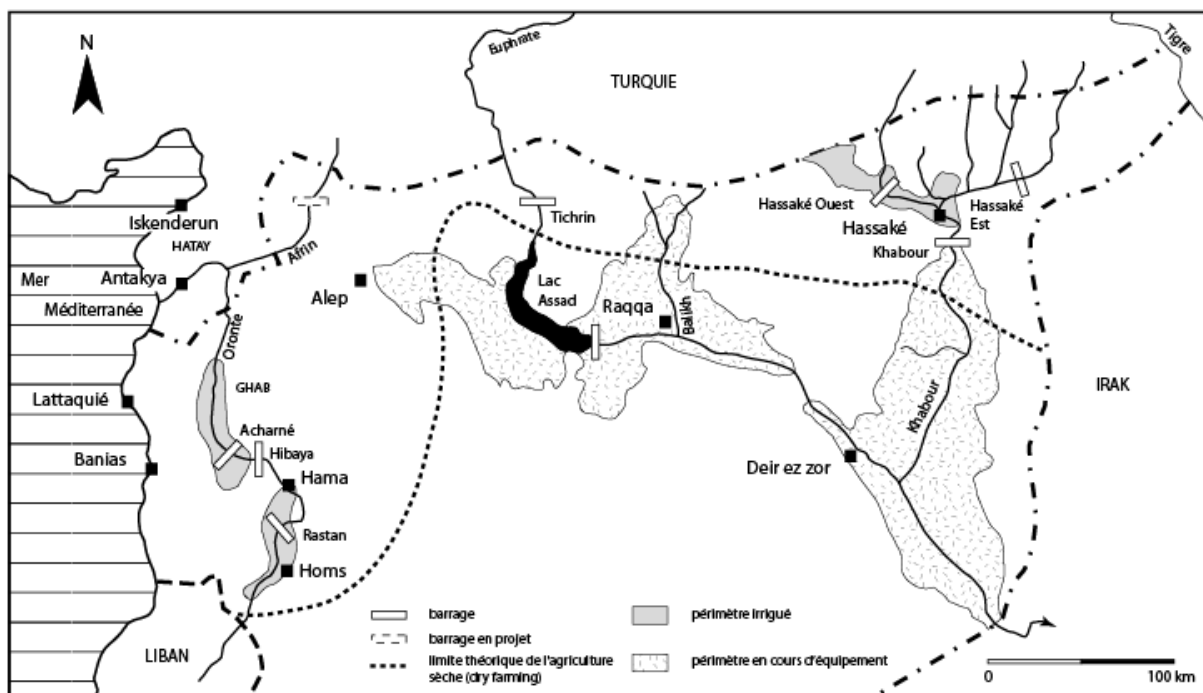 N
Euphrate
TURQUIE
Tigre
Iskenderun
HATAY
Afrin
Tichrin
Hassaké Ouest
Hassaké
Est
Hassaké
Khabour
Mer
Méditerranée
Antakya
Alep
Lac
Assad
Raqqa
Balikh
Oronte
GHAB
IRAK
Lattaquié
Khabour
Acharné
Hibaya
Banias
Hama
Deir ez zor
Rastan
Homs
LIBAN
barrage
barrage en projet
limite théorique de l'agriculture
sèche (dry farming)
périmètre irrigué
périmètre en cours d'équipement
0 100 km